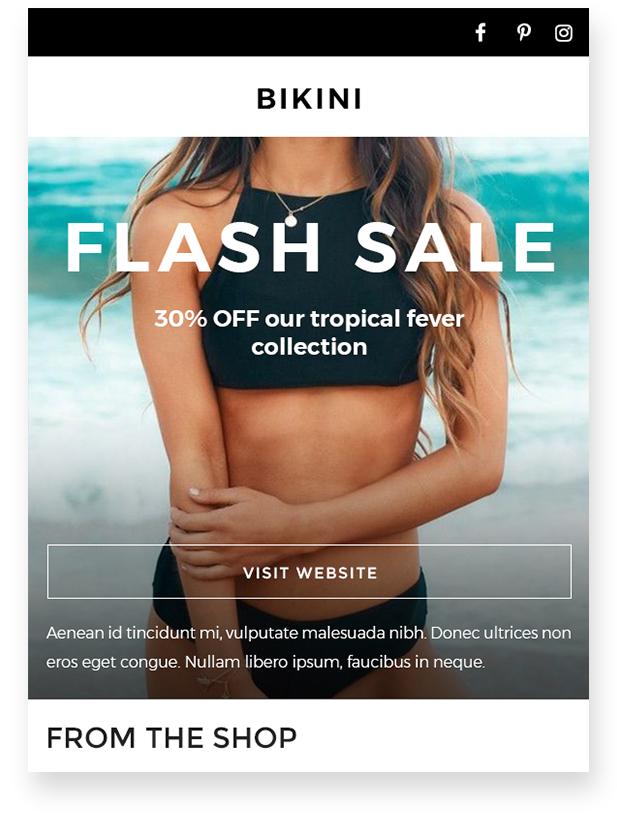 BIKINI
FLASH SALE
30% OFF our tropical fever
collection
VISIT WEBSITE
Aenean id tincidunt mi, vulputate malesuada nibh. Donec ultrices non
eros eget congue. Nullam libero ipsum, faucibus in neque.
FROM THE SHOP